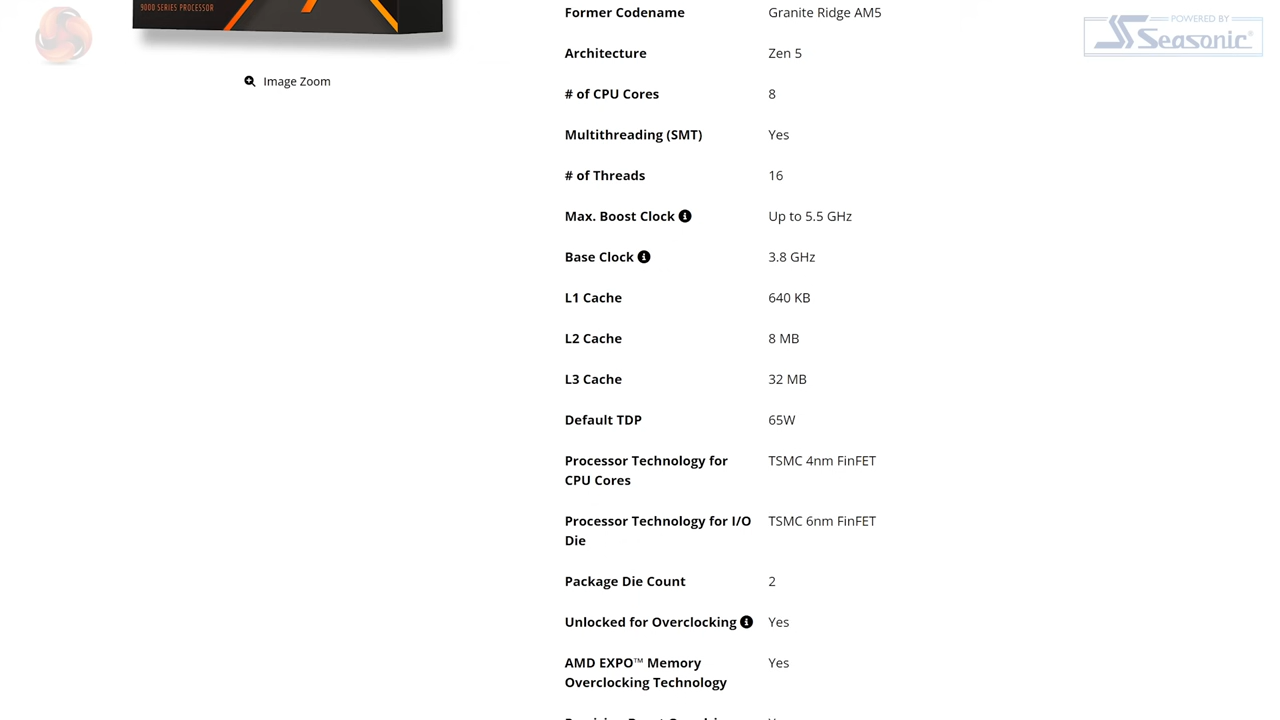 9000 SERIES PROCESSOR
Image Zoom
POWERED BY
Seasonic®
Former Codename Granite Ridge AM5
Architecture Zen 5
# of CPU Cores 8
Multithreading (SMT) Yes
# of Threads 16
Max. Boost Clock Up to 5.5 GHz
Base Clock 3.8 GHz
L1 Cache 640 KB
L2 Cache 8 MB
L3 Cache 32 MB
Default TDP 65W
Processor Technology for TSMC 4nm FinFET
CPU Cores
Processor Technology for I/O TSMC 6nm FinFET
Die
Package Die Count 2
Unlocked for Overclocking Yes
AMD EXPO™ Memory Yes
Overclocking Technology